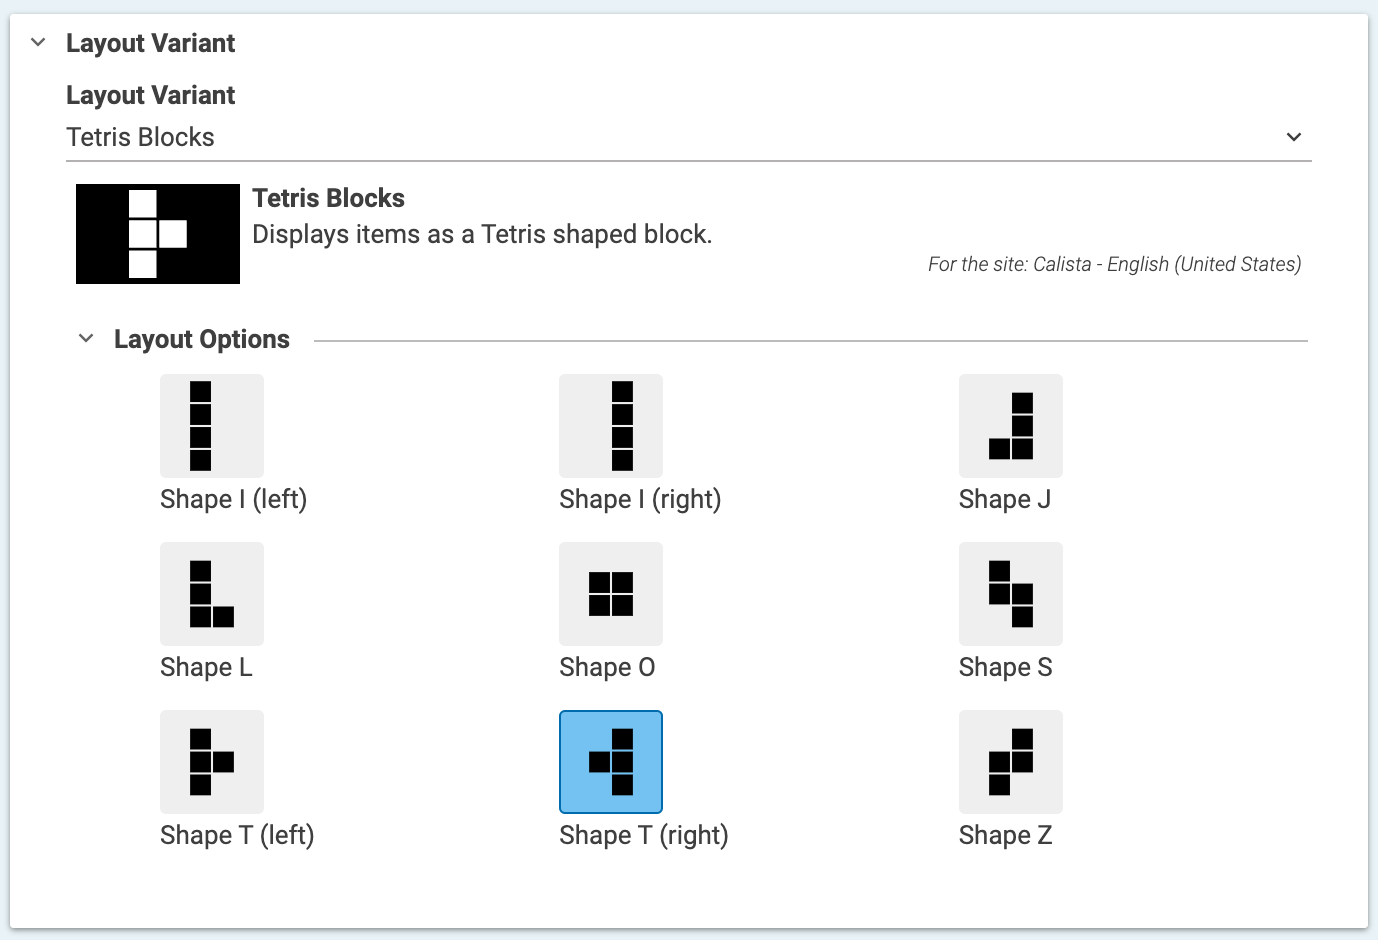 Layout Variant
Layout Variant
Tetris Blocks
Tetris Blocks
Displays items as a Tetris shaped block.
For the site: Calista - English (United States)
Layout Options
Shape I (left)
Shape I (right)
Shape J
Shape L
Shape O
Shape S
Shape T (left)
Shape T (right)
Shape Z